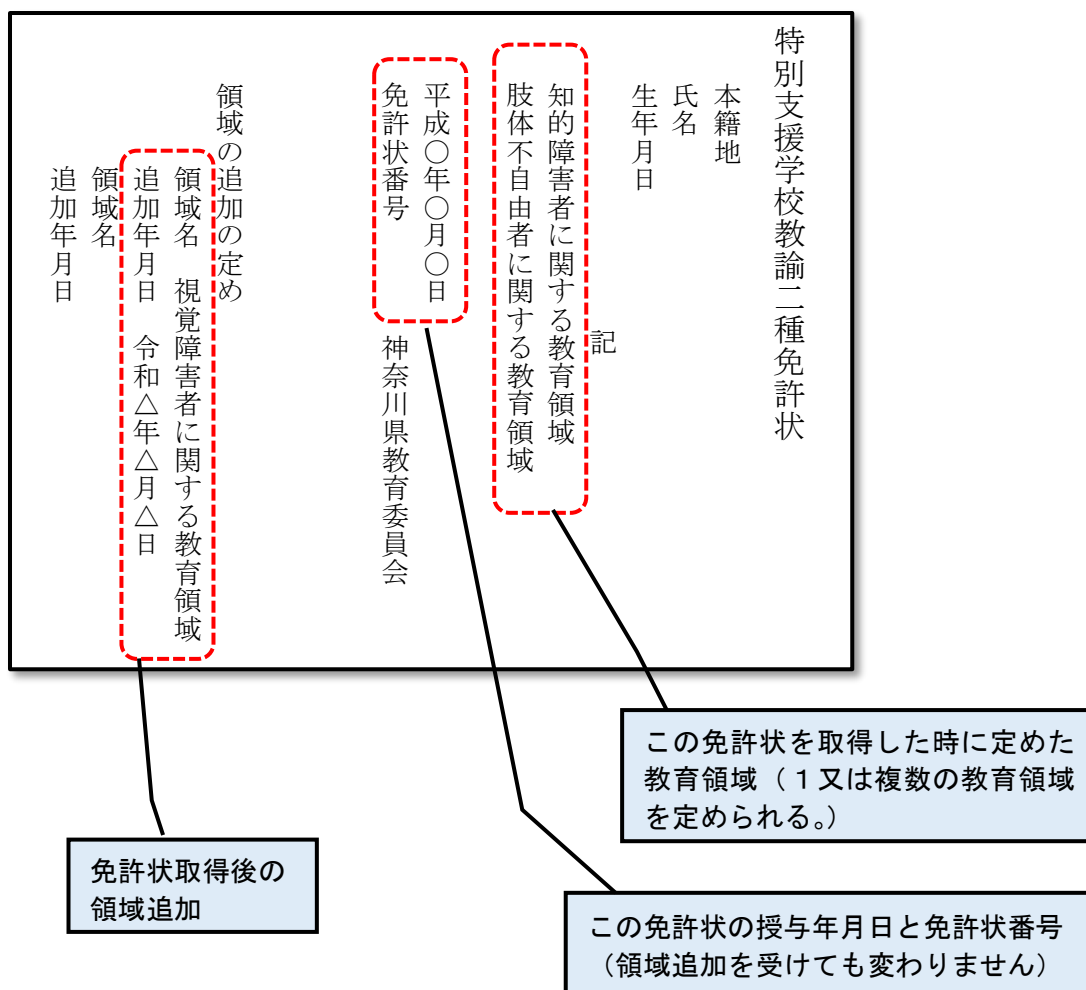 特別支援学校教諭二種免許状
本籍地
氏名
生年月日
記
知的障害者に関する教育領域
肢体不自由者に関する教育領域
平成〇年〇月〇日
免許状番号 神奈川県教育委員会
領域の追加の定め
領域名 視覚障害者に関する教育領域
追加年月日 令和△年△月△日
領域名
追加年月日
この免許状を取得した時に定めた
教育領域（１又は複数の教育領域
を定められる。）
免許状取得後の
領域追加
この免許状の授与年月日と免許状番号
（領域追加を受けても変わりません）